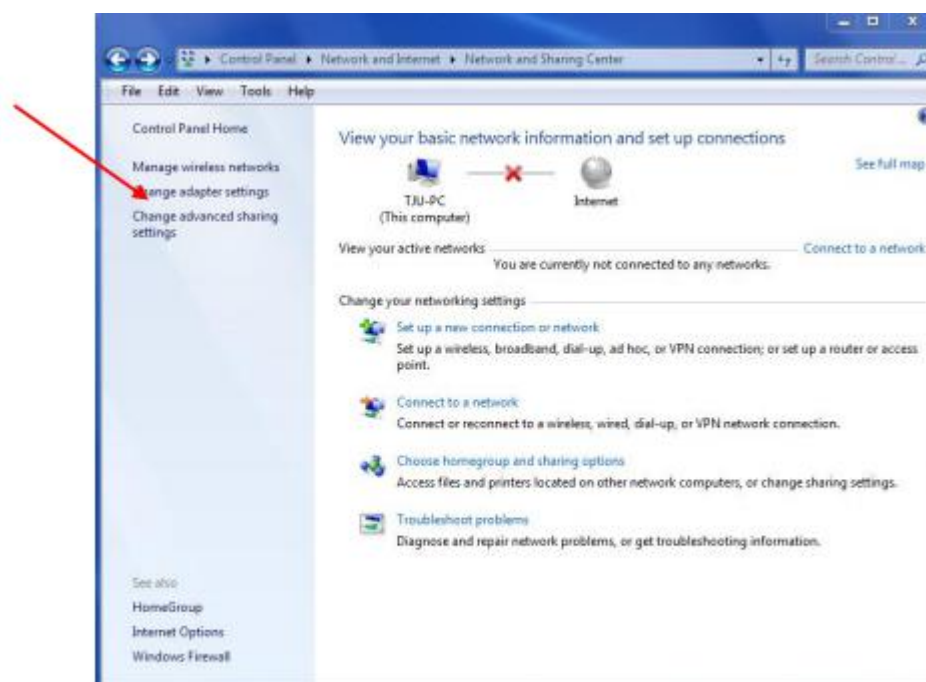 Control Panel ▸ Network and Internet ▸ Network and Sharing Center
Search Control ...
File Edit View Tools Help
Control Panel Home
Manage wireless networks
ange adapter settings
Change advanced sharing
settings
See also
HomeGroup
Internet Options
Windows Firewall
View your basic network information and set up connections
See full map
TJU-PC
(This computer)
Internet
View your active networks
Connect to a network
You are currently not connected to any networks.
Change your networking settings
Set up a new connection or network
Set up a wireless, broadband, dial-up, ad hoc, or VPN connection; or set up a router or access
point.
Connect to a network
Connect or reconnect to a wireless, wired, dial-up, or VPN network connection.
Choose homegroup and sharing options
Access files and printers located on other network computers, or change sharing settings.
Troubleshoot problems
Diagnose and repair network problems, or get troubleshooting information.